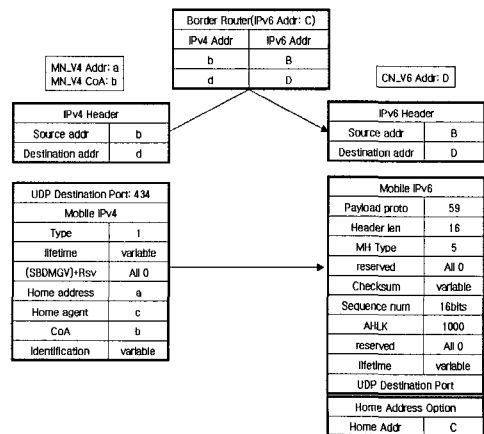 Border Router(IPv6 Addr: C)
IPv4 Addr IPv6 Addr
b B
d D
MN_V4 Addr: a
MN_V4 CoA: b
CN_V6 Addr: D
IPv4 Header
Source addr b
Destination addr d
IPv6 Header
Source addr B
Destination addr D
UDP Destination Port: 434
Mobile IPv4
Type 1
lifetime variable
(SBDMGV)+Rsv All 0
Home address a
Home agent c
CoA b
Identification variable
Mobile IPv6
Payload proto 59
Header len 16
MH Type 5
reserved All 0
Checksum variable
Sequence num 16bits
AHLK 1000
reserved All 0
lifetime variable
UDP Destination Port
Home Address Option
Home Addr C